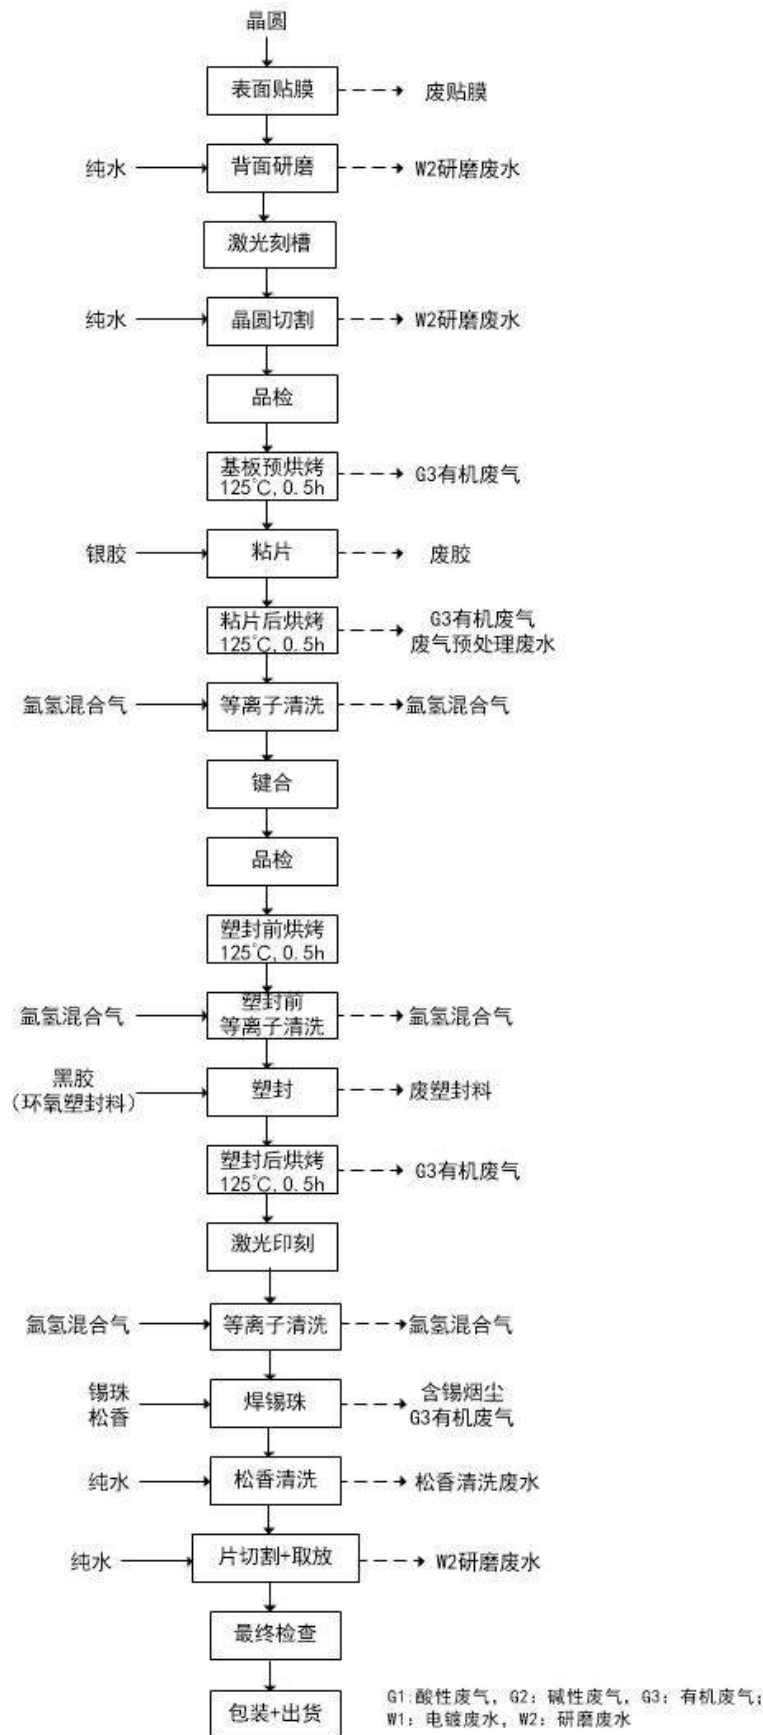 晶圆
表面贴膜
废贴膜
纯水
背面研磨
W2研磨废水
激光刻槽
纯水
晶圆切割
W2研磨废水
品检
基板预烘烤
125℃, 0.5h
G3有机废气
银胶
粘片
废胶
粘片后烘烤
125℃, 0.5h
G3有机废气
废气预处理废水
氩氢混合气
等离子清洗
氩氢混合气
键合
品检
塑封前烘烤
125℃, 0.5h
氩氢混合气
塑封前
等离子清洗
氩氢混合气
黑胶
(环氧塑封料)
塑封
废塑封料
塑封后烘烤
125℃, 0.5h
G3有机废气
激光印刻
氩氢混合气
等离子清洗
氩氢混合气
锡珠
松香
焊锡珠
含锡烟尘
G3有机废气
纯水
松香清洗
松香清洗废水
纯水
片切割+取放
W2研磨废水
最终检查
包装+出货
G1:酸性废气, G2: 碱性废气, G3: 有机废气;
W1: 电镀废水, W2: 研磨废水